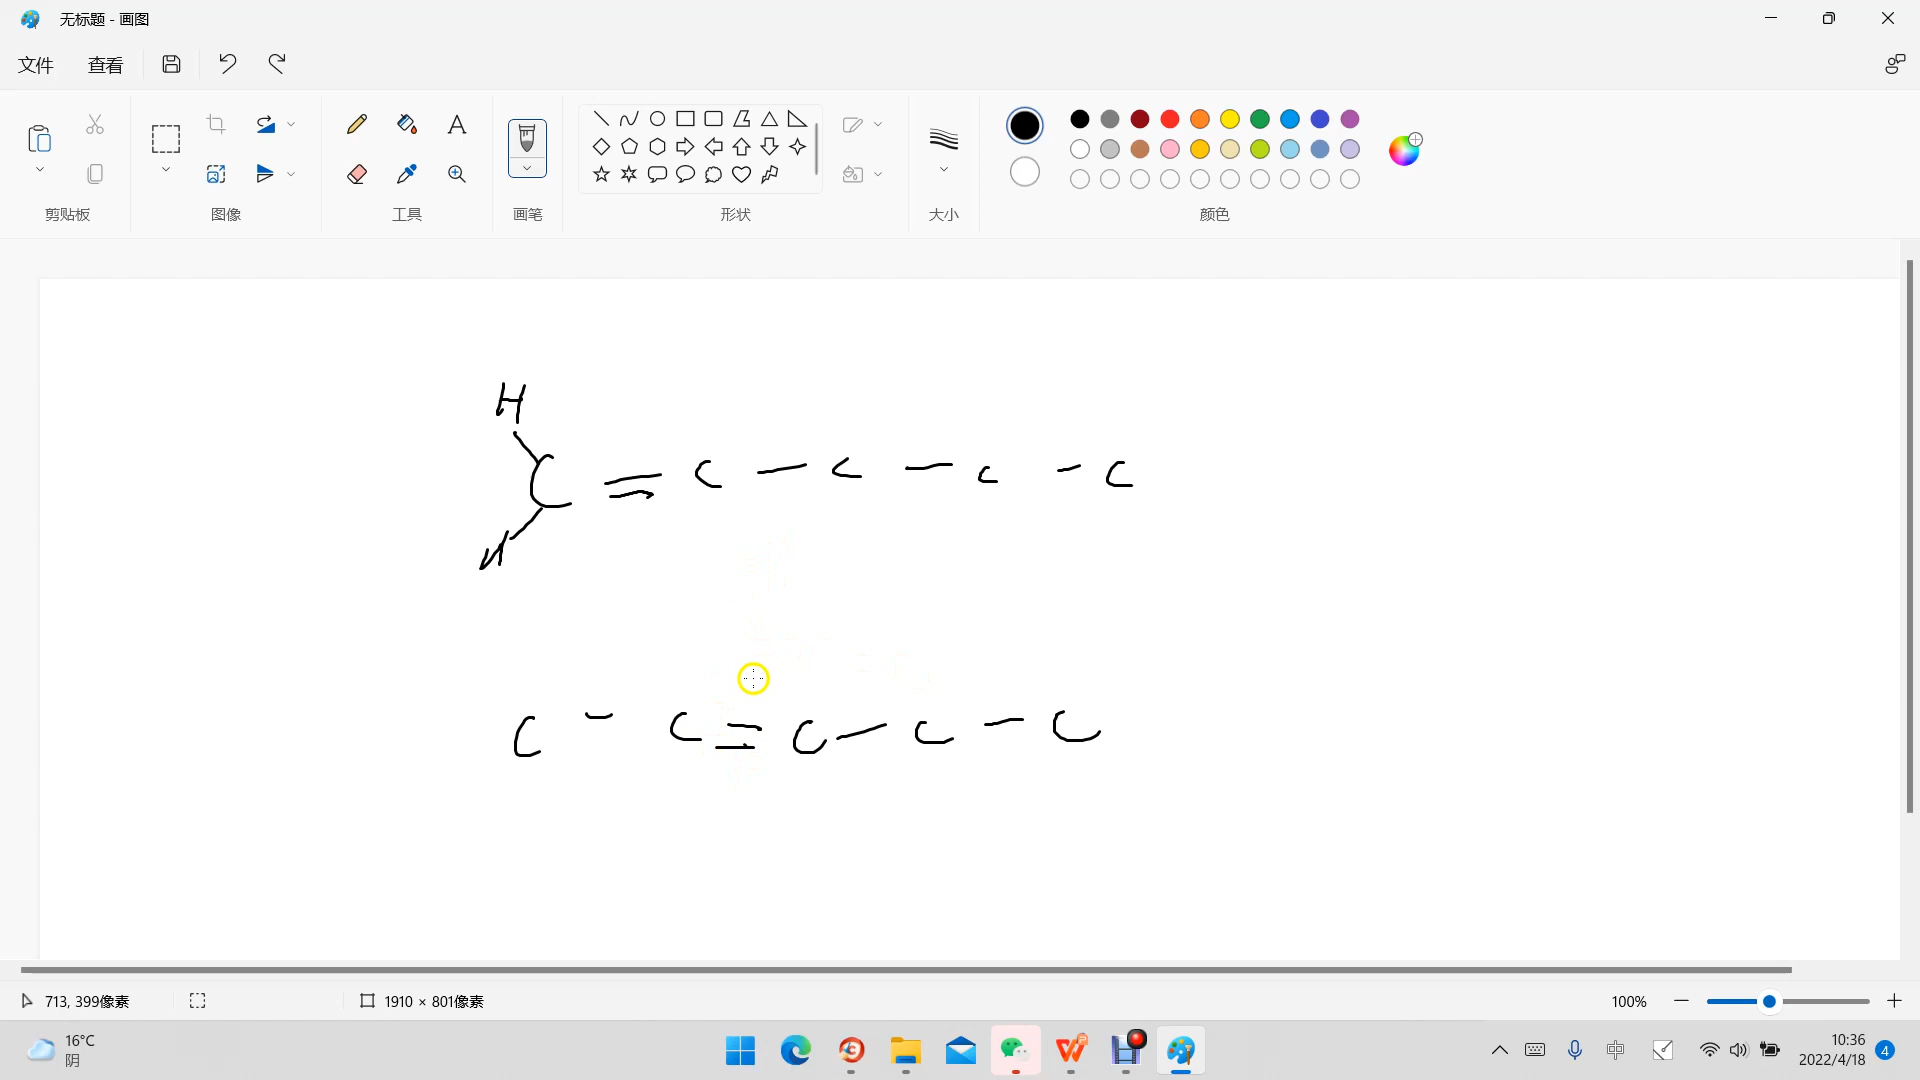 无标题 - 画图
文件 查看
剪贴板 图像 工具 画笔 形状 大小 颜色
H
C = C - C - C - C
H
C - C = C - C - C
713, 399像素 1910 × 801像素 100%
16°C
阴
中 10:36
2022/4/18 4